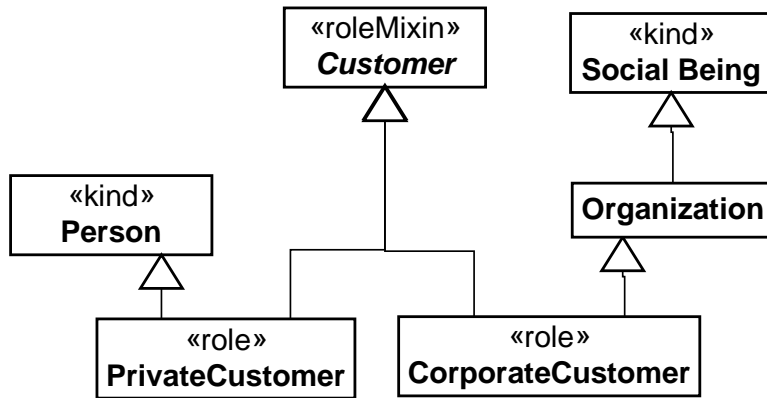 «roleMixin»
Customer
«kind»
Social Being
«kind»
Person
Organization
«role»
PrivateCustomer
«role»
CorporateCustomer